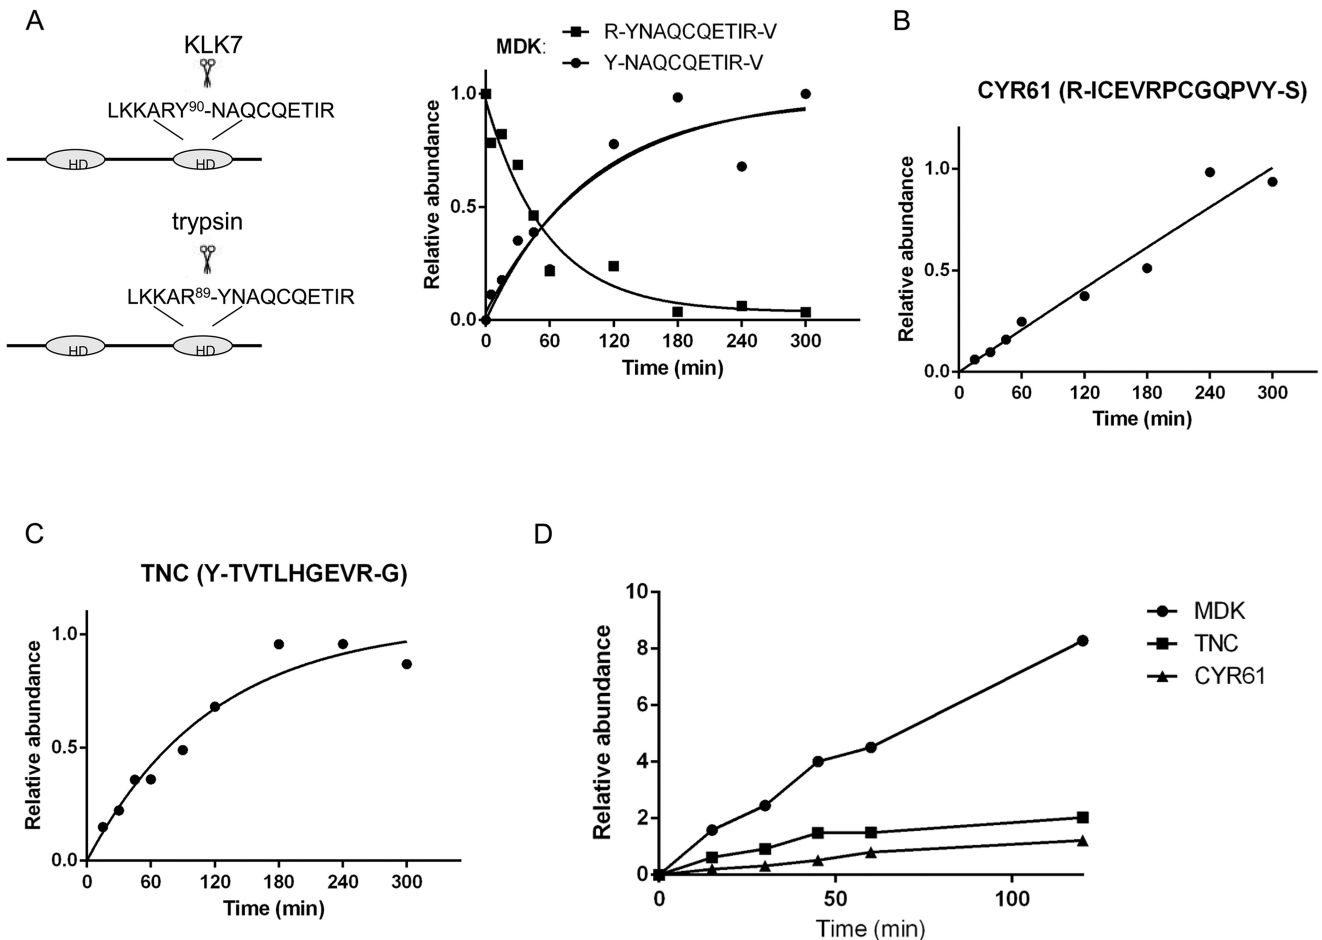 A
KLK7
LKKARY90-NAQCQETIR
HD HD
trypsin
LKKAR89-YNAQCQETIR
HD HD
MDK:
R-YNAQCQETIR-V
Y-NAQCQETIR-V
Relative abundance
1.0
0.5
0.0
0 60 120 180 240 300
Time (min)
B
CYR61 (R-ICEVRPCGQPVY-S)
Relative abundance
1.0
0.5
0.0
0 60 120 180 240 300
Time (min)
C
TNC (Y-TVTLHGEVR-G)
Relative abundance
1.0
0.5
0.0
0 60 120 180 240 300
Time (min)
D
Relative abundance
10
8
6
4
2
0
0 50 100
Time (min)
MDK
TNC
CYR61